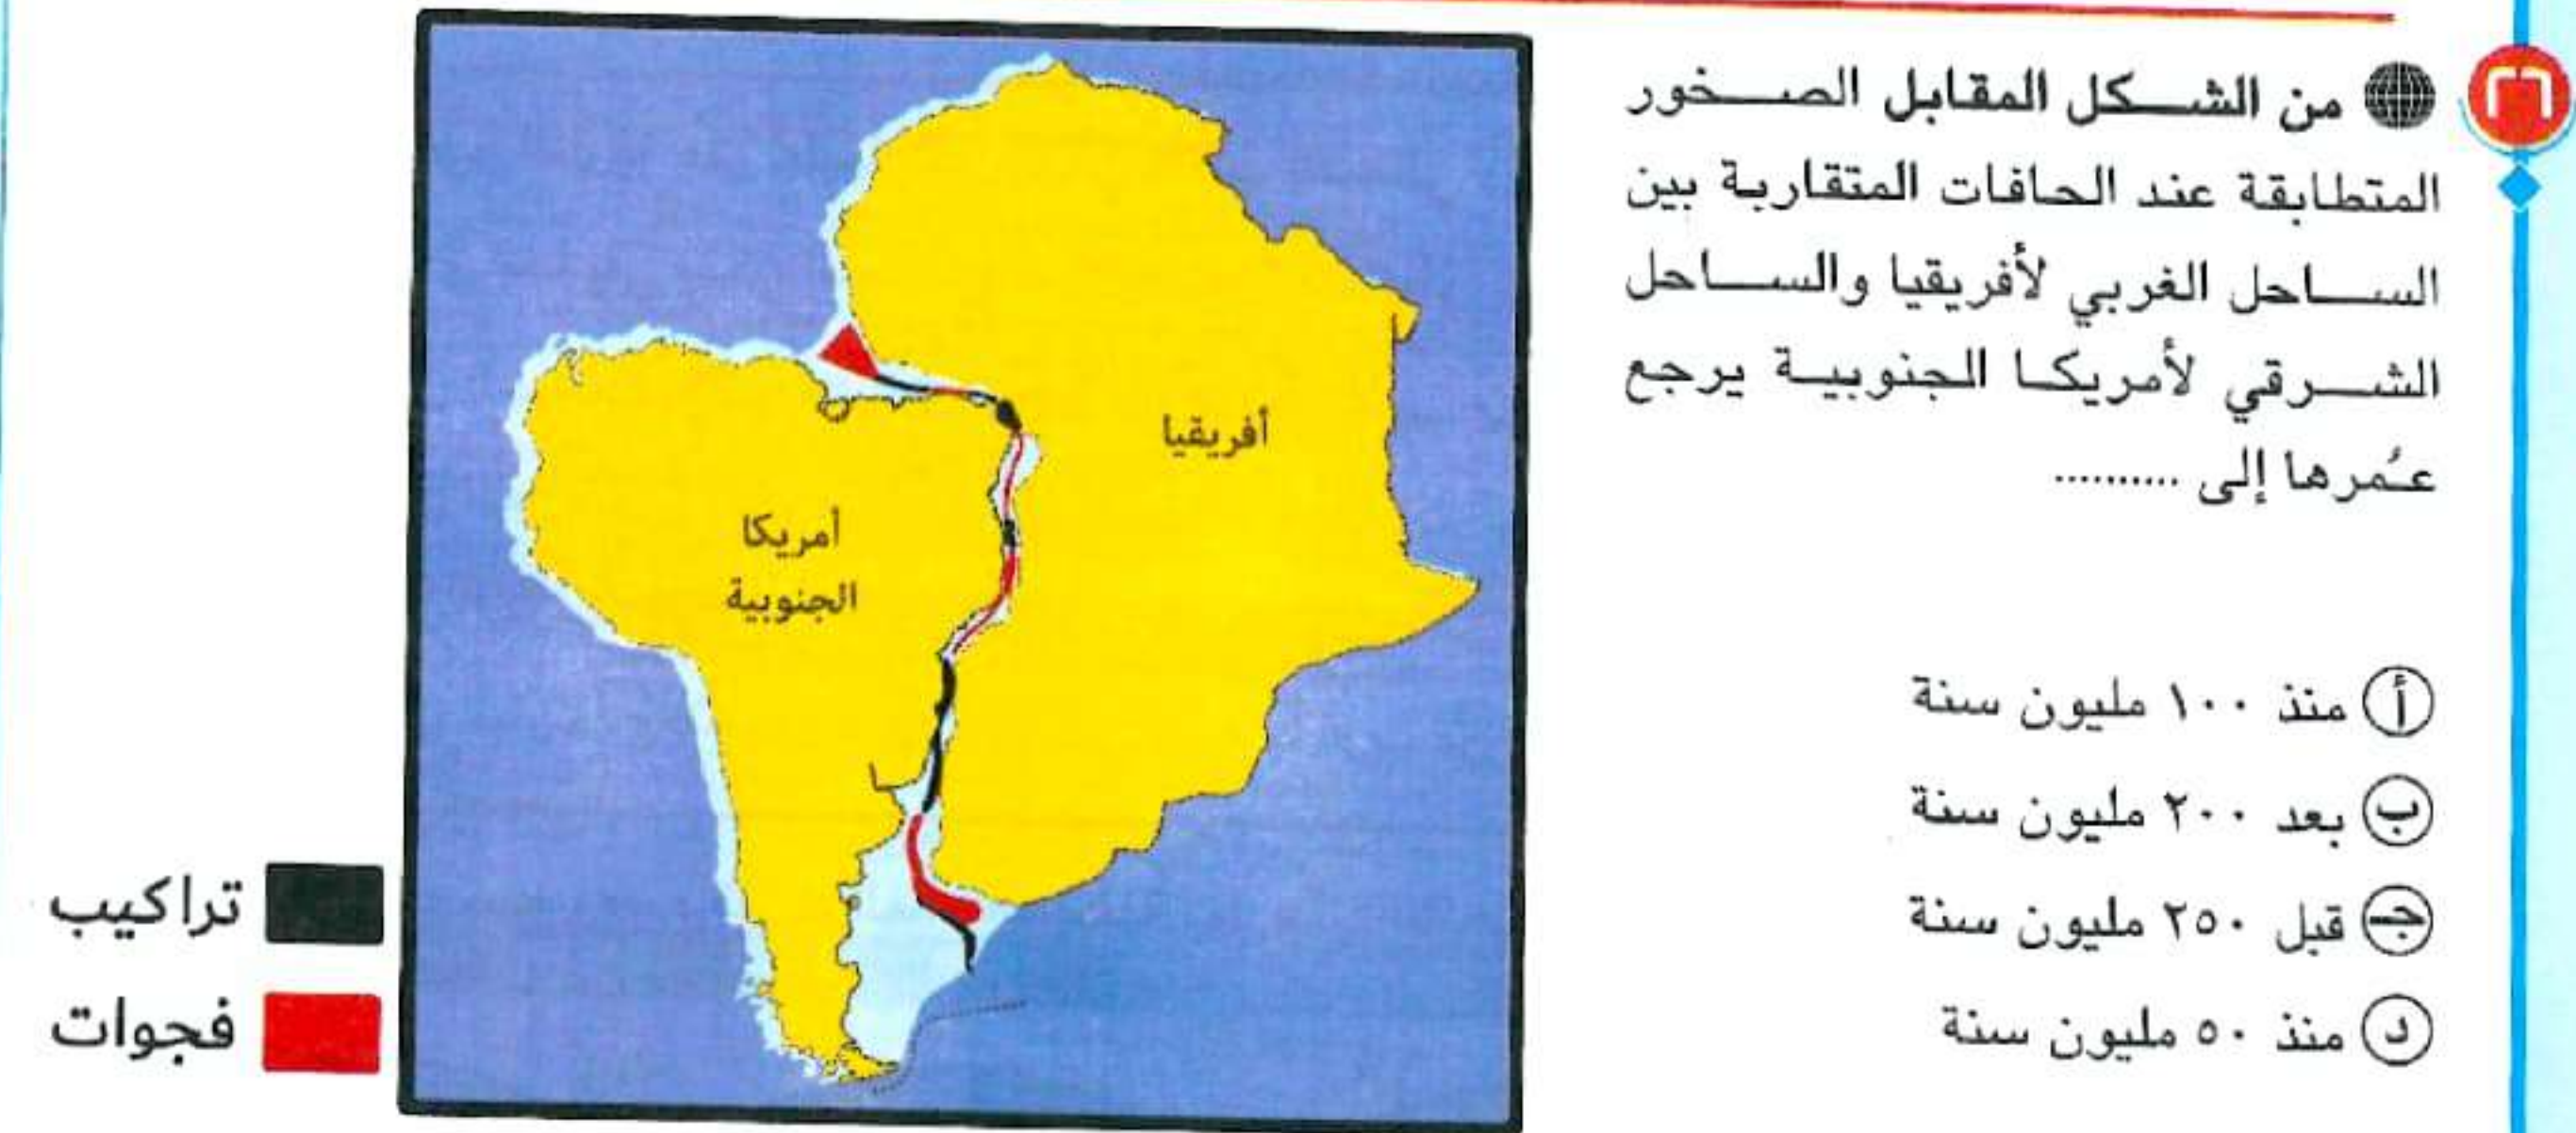 ٣٦
من الشكل المقابل الصخور
المتطابقة عند الحافات المتقاربة بين
الساحل الغربي لأفريقيا والساحل
الشرقي لأمريكا الجنوبية يرجع
عُمرها إلى ..........
أ منذ ١٠٠ مليون سنة
ب بعد ٢٠٠ مليون سنة
جـ قبل ٢٥٠ مليون سنة
د منذ ٥٠ مليون سنة
أفريقيا
أمريكا
الجنوبية
تراكيب
فجوات